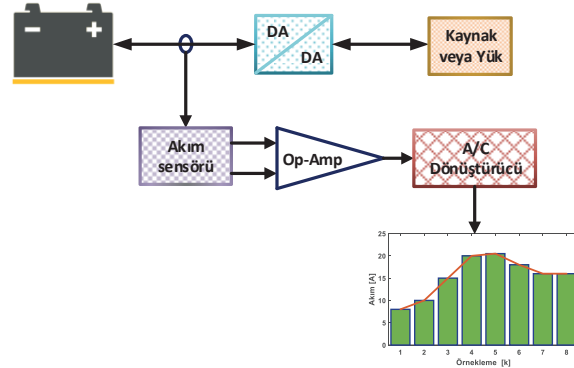 DA
DA
Kaynak
veya Yük
Akım
sensörü
Op-Amp
A/C
Dönüştürücü
25
20
15
10
5
0
Akım [A]
1 2 3 4 5 6 7 8
Örnekleme [k]